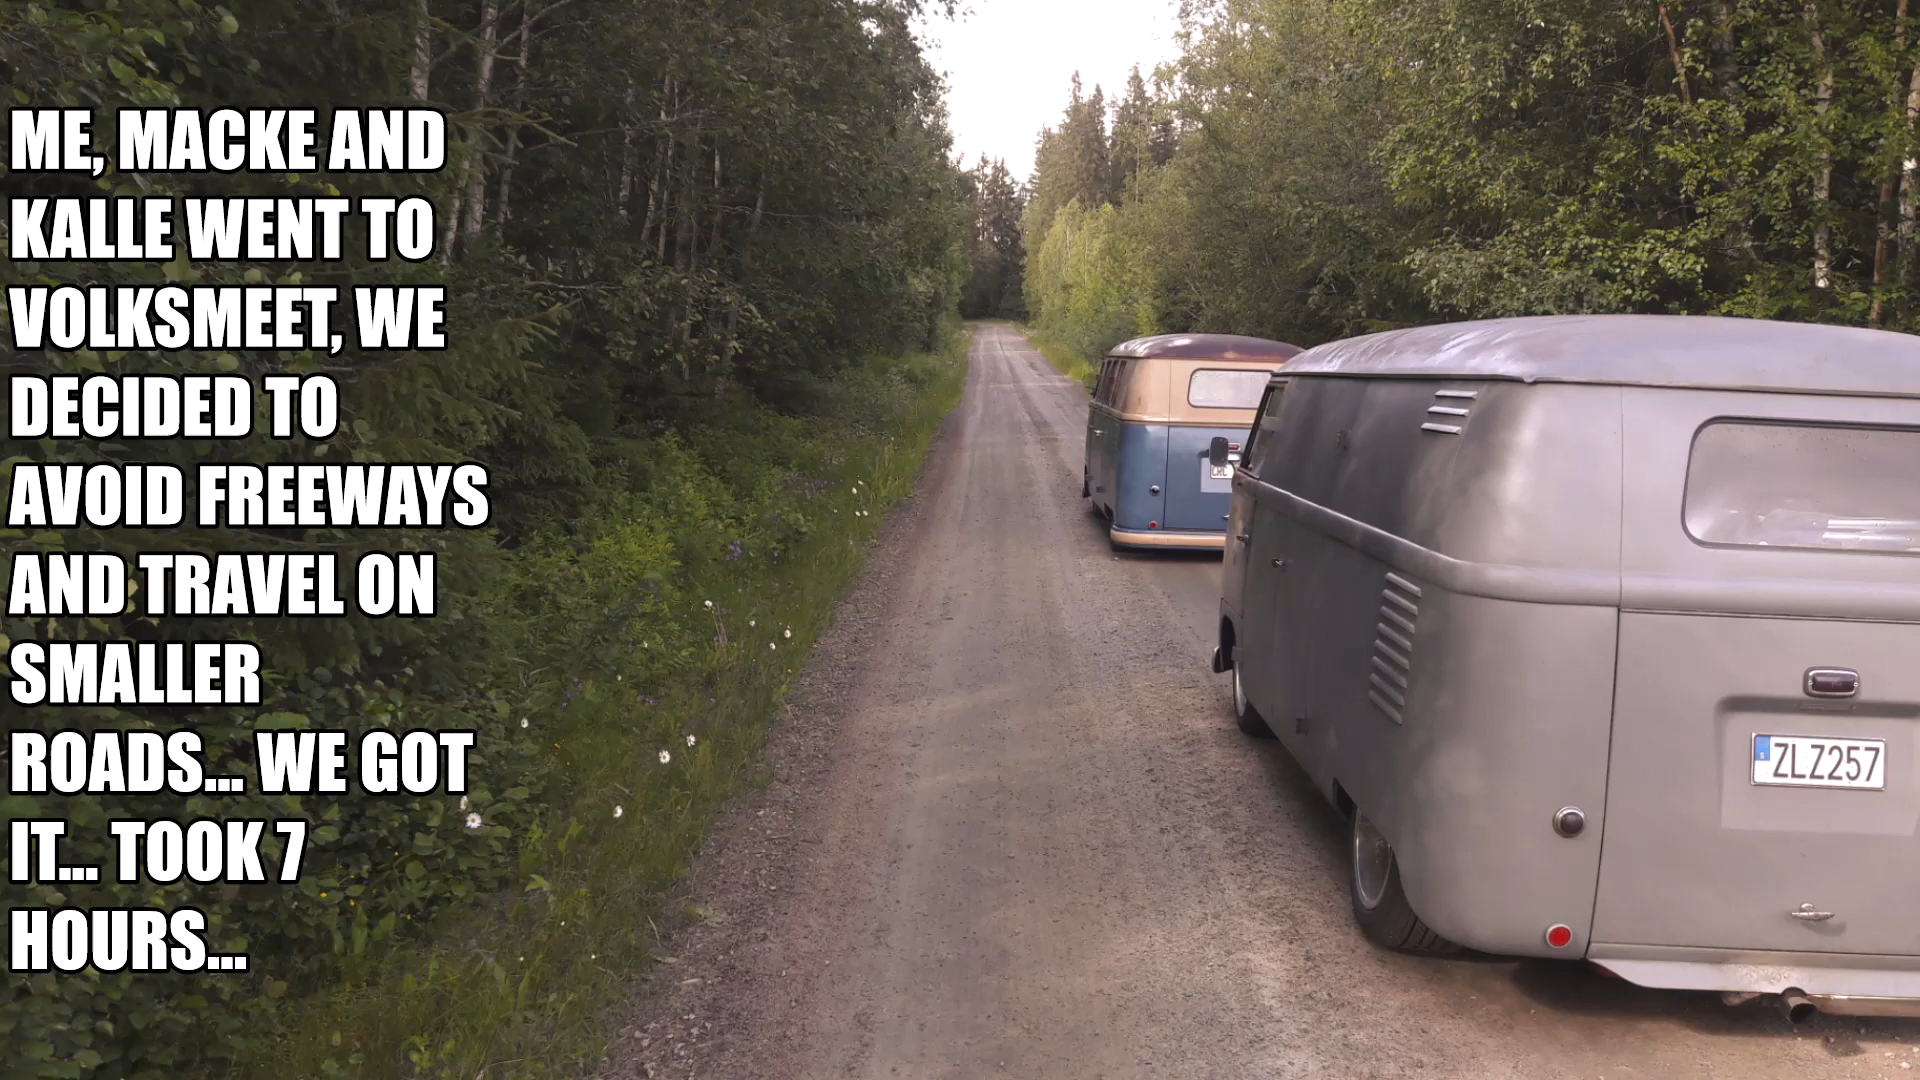 ME, MACKE AND
KALLE WENT TO
VOLKSMEET, WE
DECIDED TO
AVOID FREEWAYS
AND TRAVEL ON
SMALLER
ROADS... WE GOT
IT... TOOK 7
HOURS...
S ZLZ257